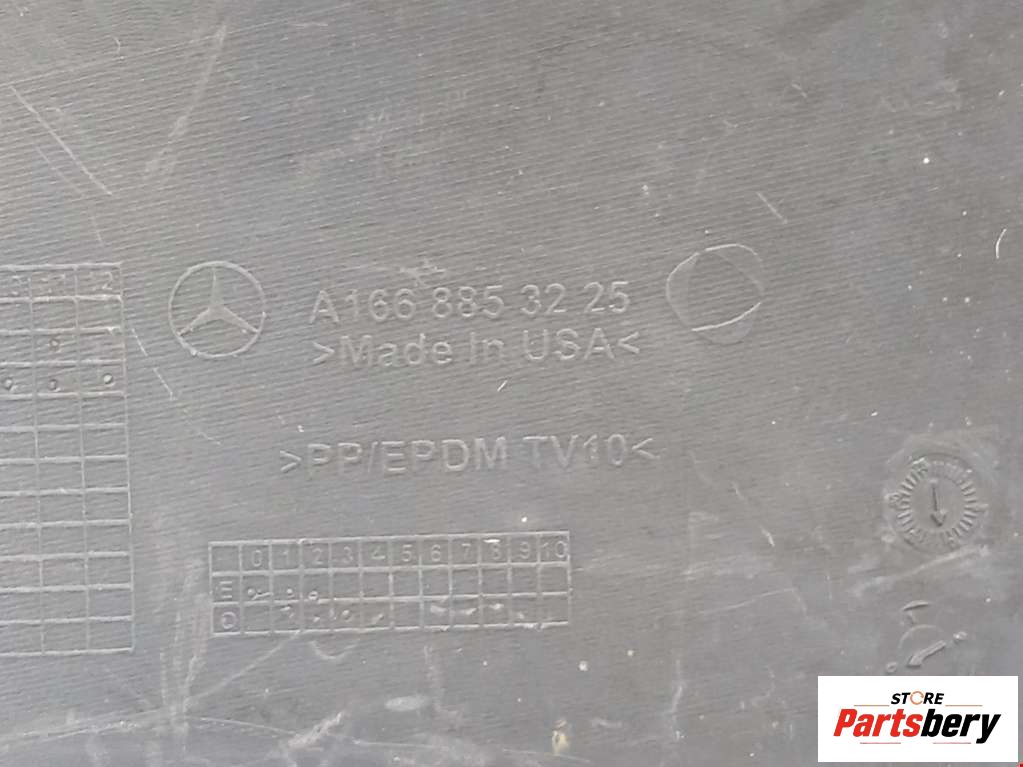 A166 885 32 25
>Made In USA<
>PP/EPDM TV10<
0 1 2 3 4 5 6 7 8 9 10
E
O
STORE
Partsbery